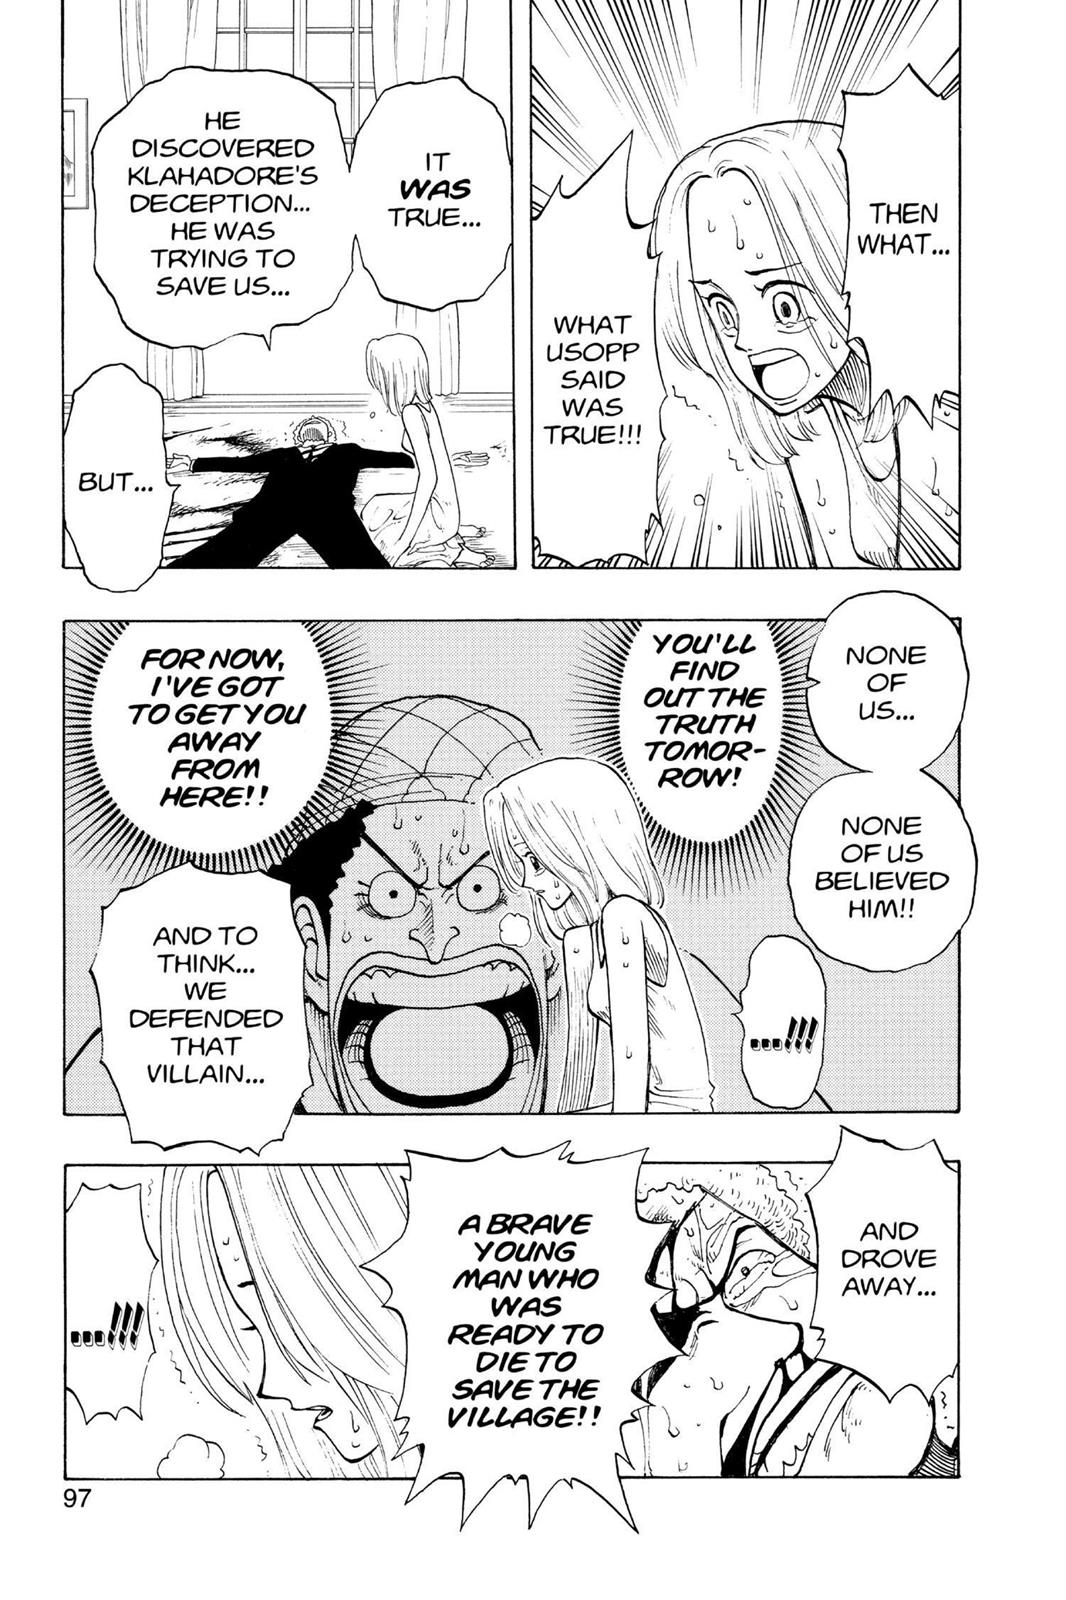 THEN
WHAT...
WHAT
USOPP
SAID
WAS
TRUE!!!
IT
WAS
TRUE...
HE
DISCOVERED
KLAHADORE'S
DECEPTION...
HE WAS
TRYING TO
SAVE US...
BUT...
NONE
OF
US...
NONE
OF US
BELIEVED
HIM!!
YOU'LL
FIND
OUT THE
TRUTH
TOMOR-
ROW!
....!!!
FOR NOW,
I'VE GOT
TO GET YOU
AWAY
FROM
HERE!!
AND TO
THINK...
WE
DEFENDED
THAT
VILLAIN...
AND
DROVE
AWAY...
A BRAVE
YOUNG
MAN WHO
WAS
READY TO
DIE TO
SAVE THE
VILLAGE!!
....!!!
97